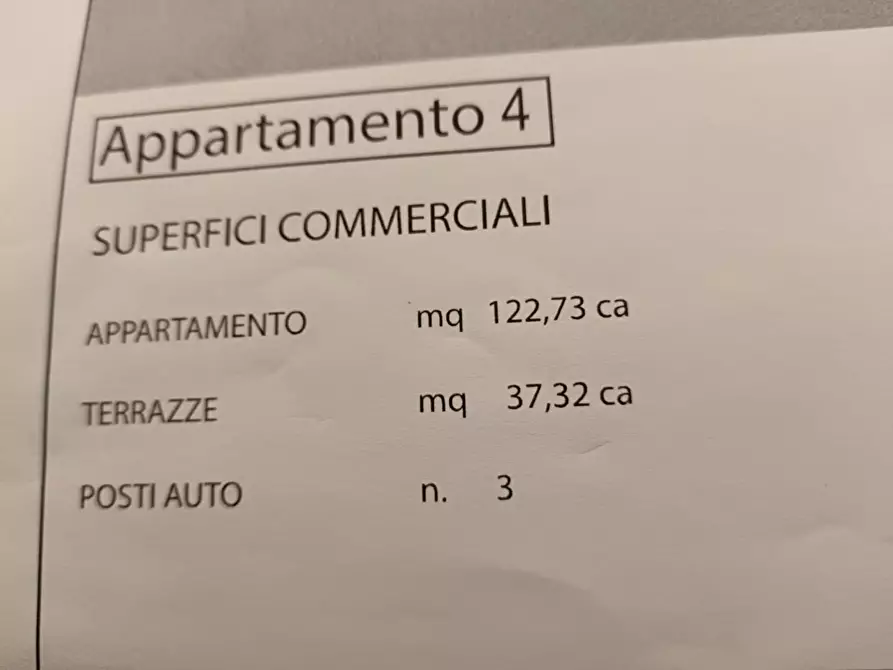 Appartamento 4
SUPERFICI COMMERCIALI
APPARTAMENTO mq 122,73 ca
TERRAZZE mq 37,32 ca
POSTI AUTO n. 3